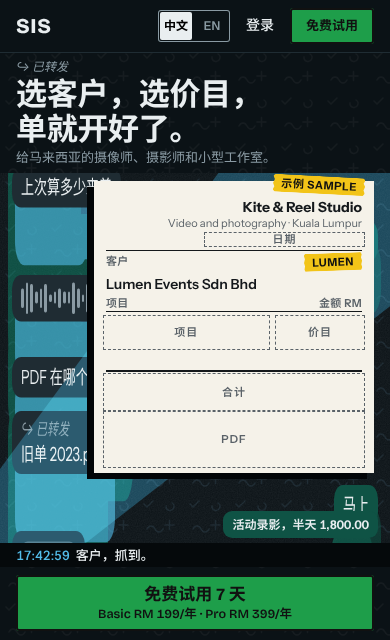 SIS
中文
EN
登录
免费试用
↪ 已转发
选客户，选价目，
单就开好了。
给马来西亚的摄像师、摄影师和小型工作室。
上次算多少
示例 SAMPLE
Kite & Reel Studio
Video and photography · Kuala Lumpur
日期
客户
LUMEN
Lumen Events Sdn Bhd
项目
金额 RM
项目
价目
PDF 在哪个
合计
↪ 已转发
旧单 2023.p
PDF
马上
活动录影，半天 1,800.00
17:42:59 客户，抓到。
免费试用 7 天
Basic RM 199/年 · Pro RM 399/年